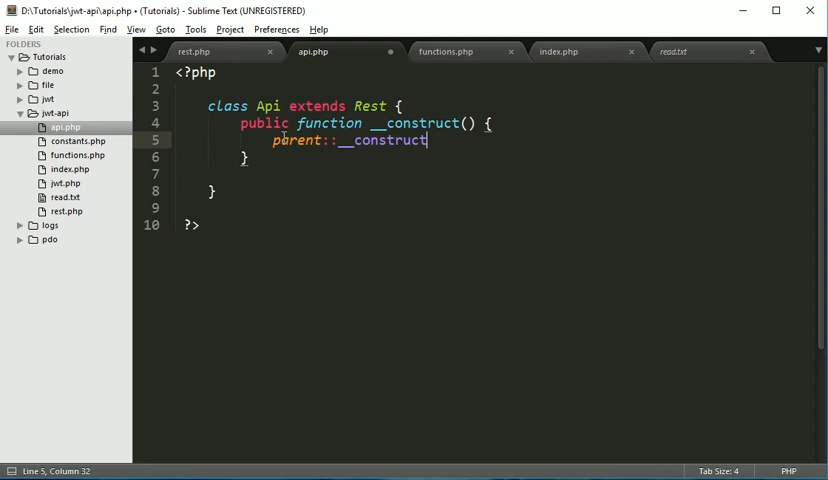 D:\Tutorials\jwt-api\api.php • (Tutorials) - Sublime Text (UNREGISTERED)
File Edit Selection Find View Goto Tools Project Preferences Help
FOLDERS
Tutorials
demo
file
jwt
jwt-api
api.php
constants.php
functions.php
index.php
jwt.php
read.txt
rest.php
logs
pdo
rest.php × api.php functions.php × index.php × read.txt ×
1 <?php
2
3 class Api extends Rest {
4 public function __construct() {
5 parent::__construct
6 }
7
8 }
9
10 ?>
Line 5, Column 32 Tab Size: 4 PHP